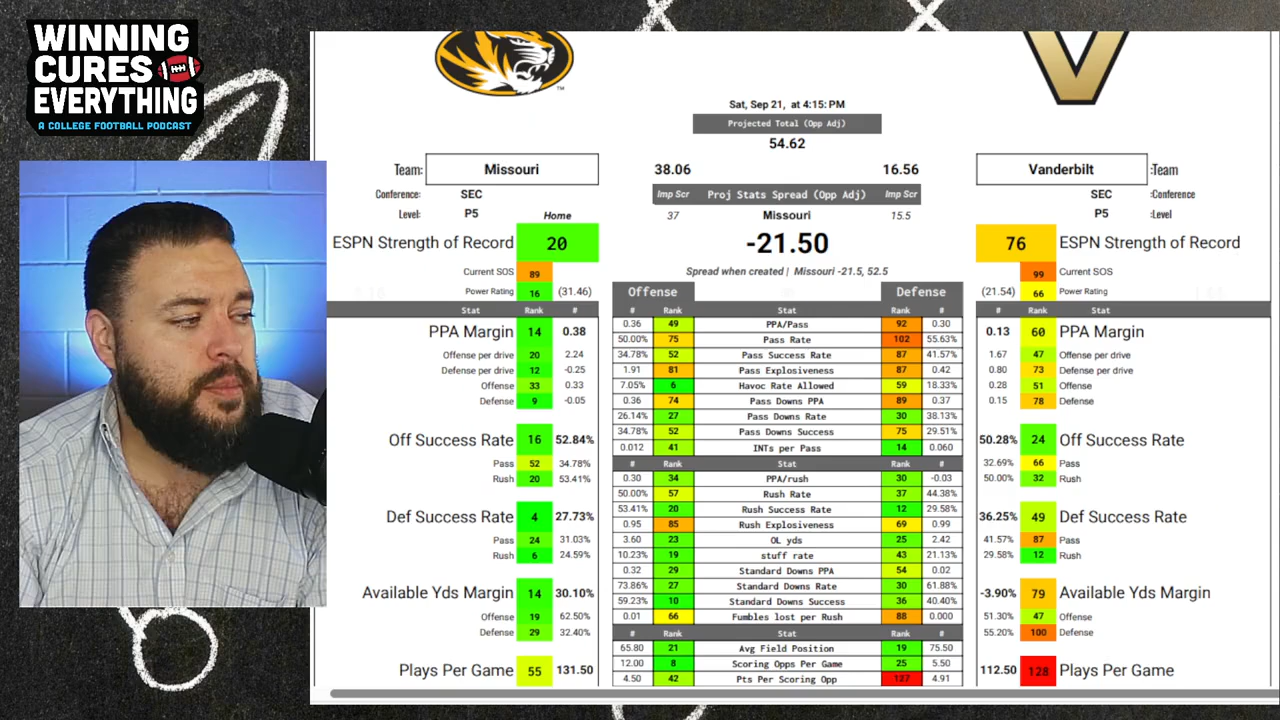 WINNING
CURES
EVERYTHING
A COLLEGE FOOTBALL PODCAST
™
Sat, Sep 21, at 4:15: PM
Projected Total (Opp Adj)
54.62
Team: Missouri 38.06 16.56 Vanderbilt :Team
Conference: SEC Imp Scr Proj Stats Spread (Opp Adj) Imp Scr SEC :Conference
Level: P5 Home 37 Missouri 15.5 P5 :Level
ESPN Strength of Record 20 -21.50 76 ESPN Strength of Record
Current SOS 89 Spread when created | Missouri -21.5, 52.5 99 Current SOS
Power Rating 16 (31.46) Offense Defense (21.54) 66 Power Rating
Stat Rank # # Rank Stat Rank # # Rank Stat
0.36 49 PPA/Pass 92 0.30
PPA Margin 14 0.38 50.00% 75 Pass Rate 102 55.63% 0.13 60 PPA Margin
Offense per drive 20 2.24 34.78% 52 Pass Success Rate 87 41.57% 1.67 47 Offense per drive
Defense per drive 12 -0.25 1.91 81 Pass Explosiveness 87 0.42 0.80 73 Defense per drive
Offense 33 0.33 7.05% 6 Havoc Rate Allowed 59 18.33% 0.28 51 Offense
Defense 9 -0.05 0.36 74 Pass Downs PPA 89 0.37 0.15 78 Defense
26.14% 27 Pass Downs Rate 30 38.13%
Off Success Rate 16 52.84% 34.78% 52 Pass Downs Success 75 29.51% 50.28% 24 Off Success Rate
0.012 41 INTs per Pass 14 0.060
Pass 52 34.78% # Rank Stat Rank # 32.69% 66 Pass
Rush 20 53.41% 0.30 34 PPA/rush 30 -0.03 50.00% 32 Rush
50.00% 57 Rush Rate 37 44.38%
53.41% 20 Rush Success Rate 12 29.58%
Def Success Rate 4 27.73% 0.95 85 Rush Explosiveness 69 0.99 36.25% 49 Def Success Rate
Pass 24 31.03% 3.60 23 OL yds 25 2.42 41.57% 87 Pass
Rush 6 24.59% 10.23% 19 stuff rate 43 21.13% 29.58% 12 Rush
0.32 29 Standard Downs PPA 54 0.02
Available Yds Margin 14 30.10% 73.86% 27 Standard Downs Rate 30 61.88% -3.90% 79 Available Yds Margin
59.23% 10 Standard Downs Success 36 40.40%
Offense 19 62.50% 0.01 66 Fumbles lost per Rush 88 0.000 51.30% 47 Offense
Defense 29 32.40% # Rank Stat Rank # 55.20% 100 Defense
65.80 21 Avg Field Position 19 75.50
Plays Per Game 55 131.50 12.00 8 Scoring Opps Per Game 25 5.50 112.50 128 Plays Per Game
4.50 42 Pts Per Scoring Opp 127 4.91